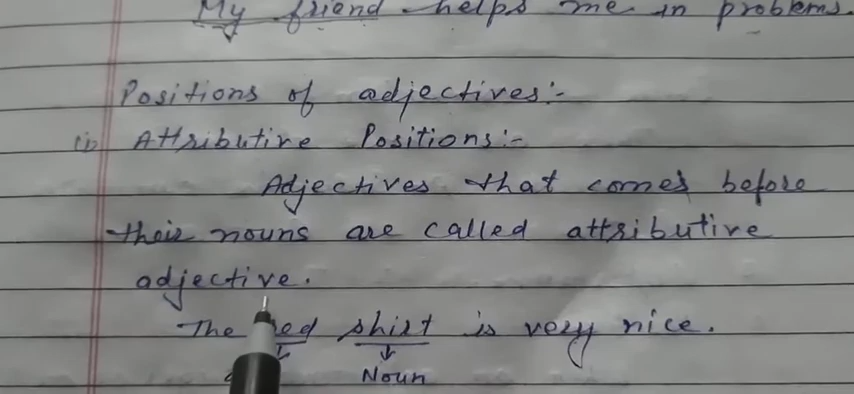 My friend helps me in problems.
Positions of adjectives:-
(i) Attributive Positions:-
Adjectives that comes before
their nouns are called attributive
adjective.
The red shirt is very nice.
Noun